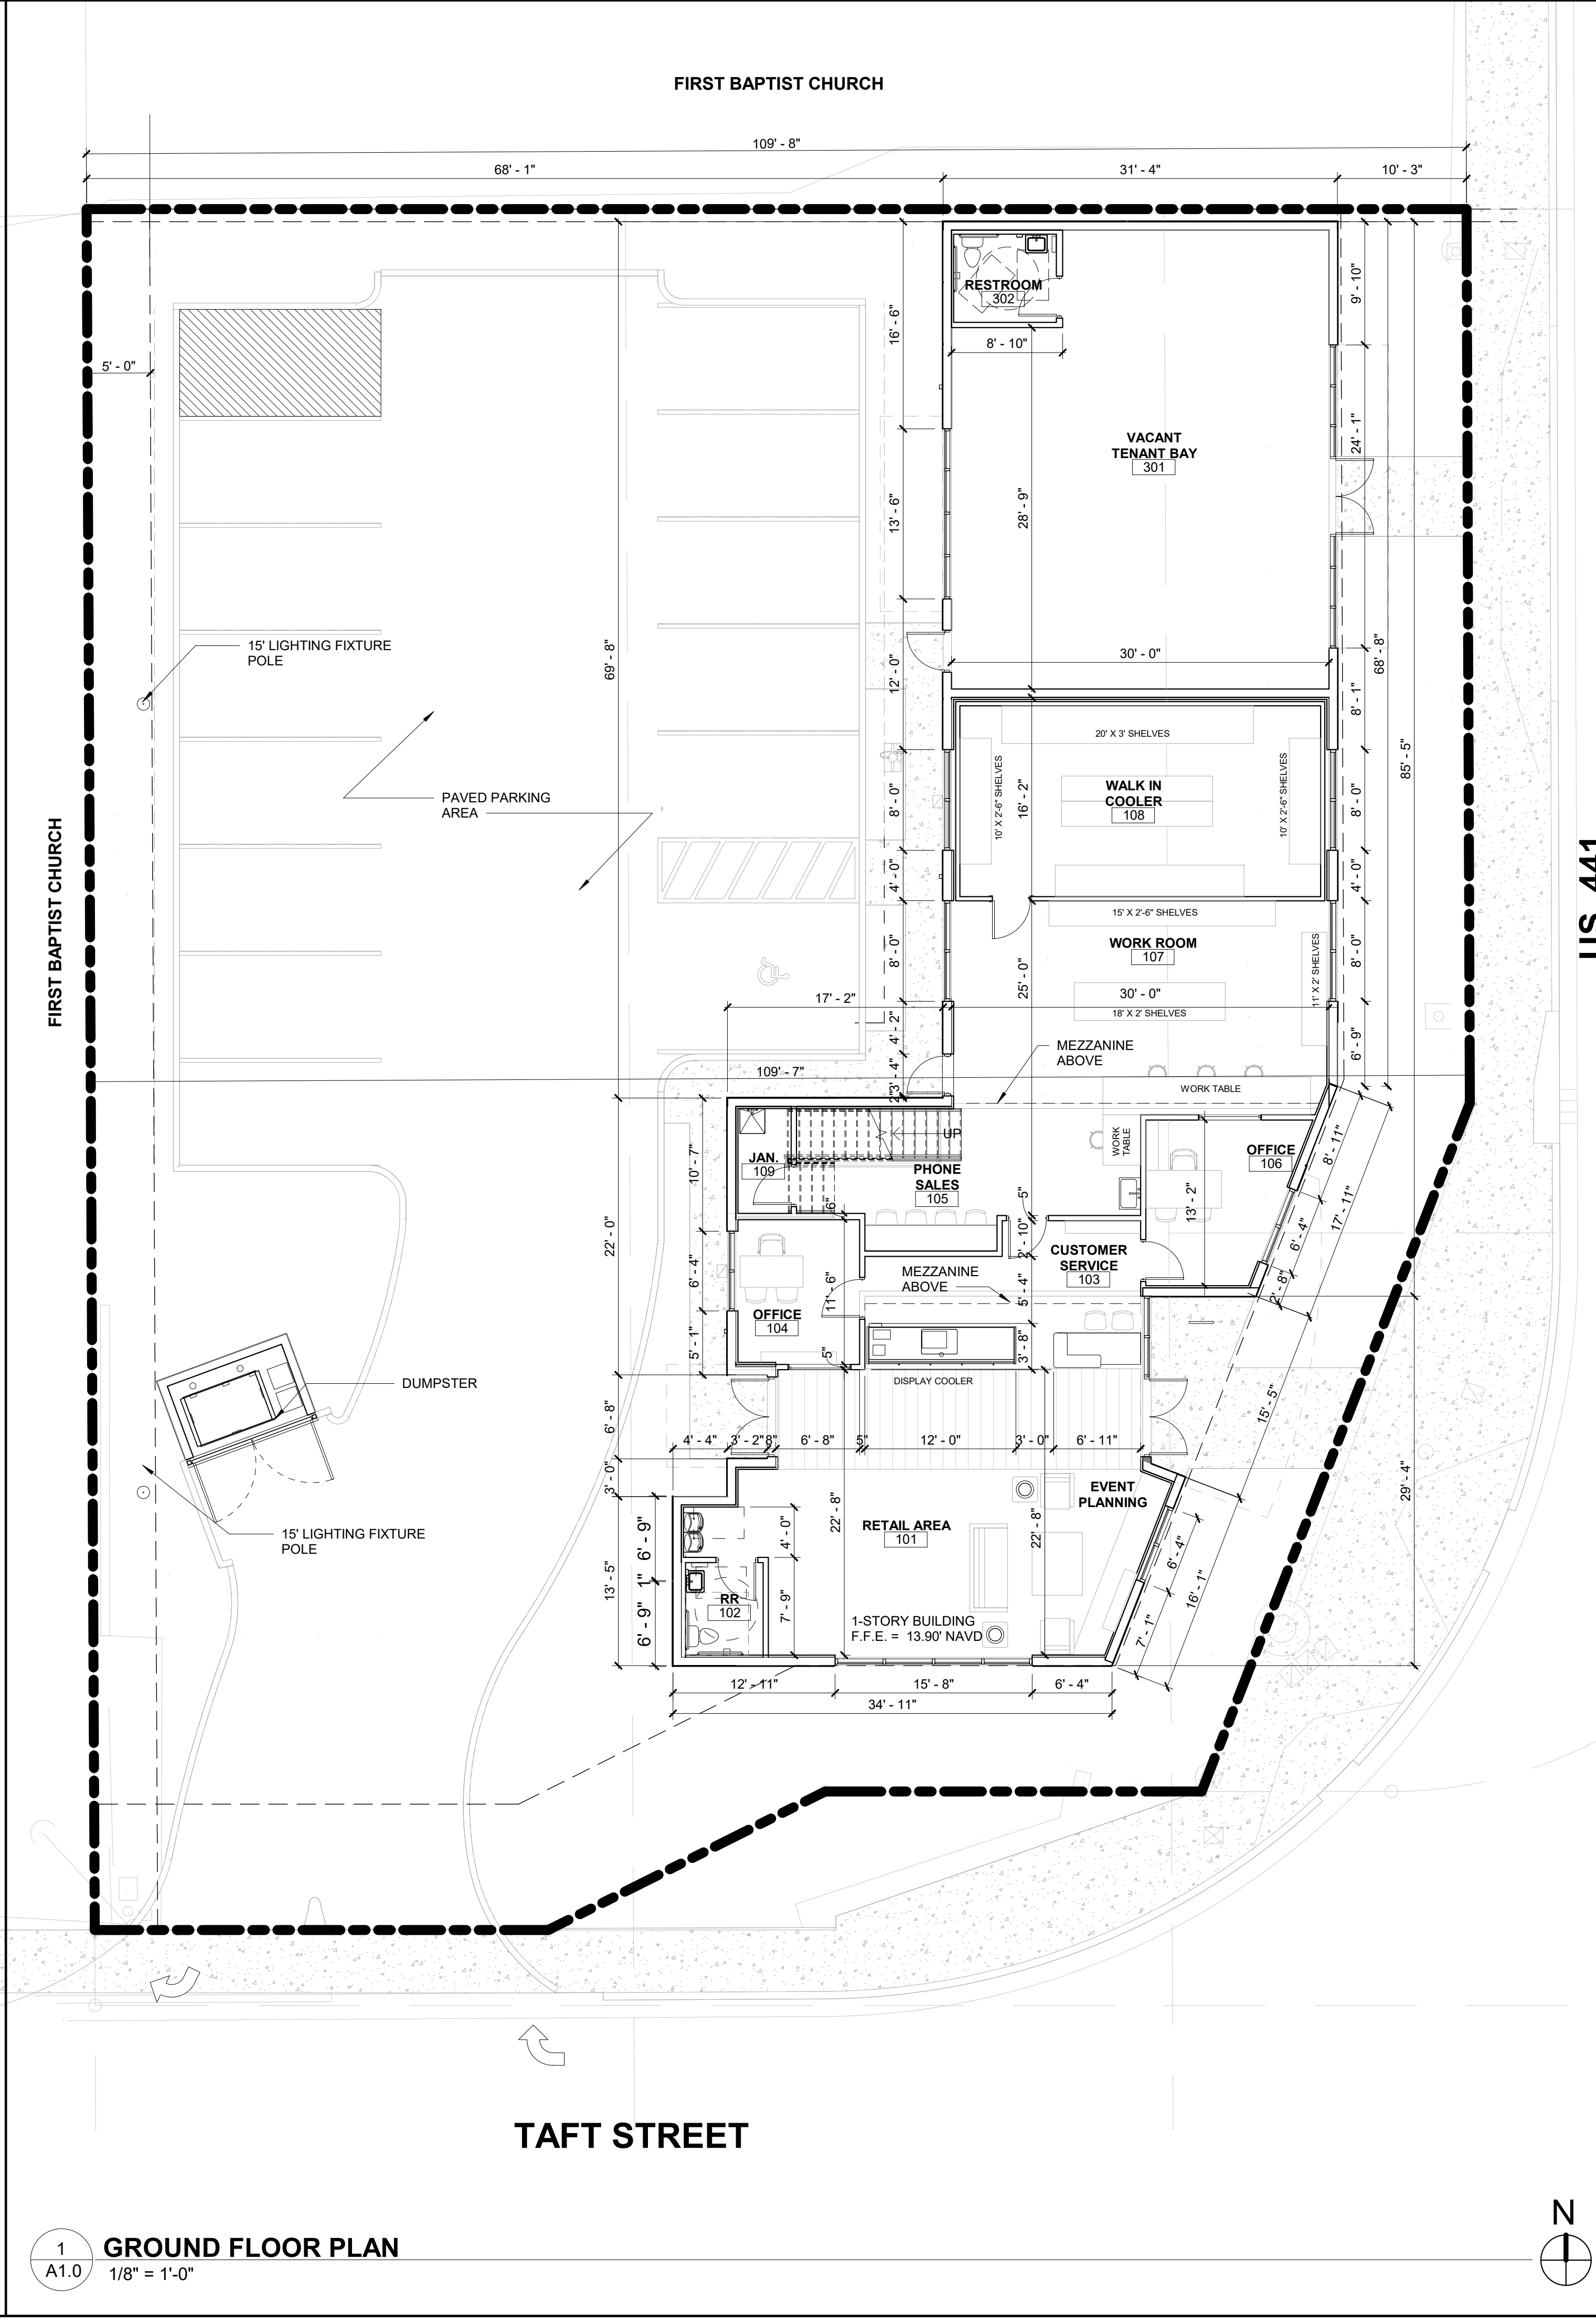 FIRST BAPTIST CHURCH
109' - 8"
68' - 1"
31' - 4"
10' - 3"
5' - 0"
RESTROOM
302
8' - 10"
16' - 6"
9' - 10"
VACANT
TENANT BAY
301
24' - 1"
28' - 9"
13' - 6"
15' LIGHTING FIXTURE
POLE
69' - 8"
12' - 0"
30' - 0"
68' - 8"
8' - 1"
20' X 3' SHELVES
85' - 5"
PAVED PARKING
AREA
8' - 0"
10' X 2'-6" SHELVES
16' - 2"
WALK IN
COOLER
108
10' X 2'-6" SHELVES
8' - 0"
US 441
FIRST BAPTIST CHURCH
4' - 0"
4' - 0"
15' X 2'-6" SHELVES
WORK ROOM
107
8' - 0"
25' - 0"
11' X 2' SHELVES
8' - 0"
17' - 2"
30' - 0"
18' X 2' SHELVES
4' - 2"
6' - 9"
MEZZANINE
ABOVE
109' - 7"
3' - 4"
2"
WORK TABLE
UP
WORK
TABLE
8' - 11"
JAN.
109
10' - 7"
PHONE
SALES
105
OFFICE
106
17' - 11"
13' - 2"
6"
5"
22' - 0"
6' - 4"
2' - 10"
CUSTOMER
SERVICE
103
6' - 4"
MEZZANINE
ABOVE
11' - 6"
5' - 4"
2' - 8"
OFFICE
104
5' - 1"
5"
3' - 8"
DISPLAY COOLER
DUMPSTER
6' - 8"
15' - 5"
4' - 4"
3' - 2"
8"
6' - 8"
5"
12' - 0"
3' - 0"
6' - 11"
3' - 0"
29' - 4"
EVENT
PLANNING
RETAIL AREA
101
22' - 8"
22' - 8"
15' LIGHTING FIXTURE
POLE
6' - 9"
4' - 0"
6' - 4"
13' - 5"
1"
16' - 1"
RR
102
7' - 9"
6' - 9"
1-STORY BUILDING
F.F.E. = 13.90' NAVD
7' - 1"
12' - 11"
15' - 8"
6' - 4"
34' - 11"
TAFT STREET
N
1
A1.0
GROUND FLOOR PLAN
1/8" = 1'-0"